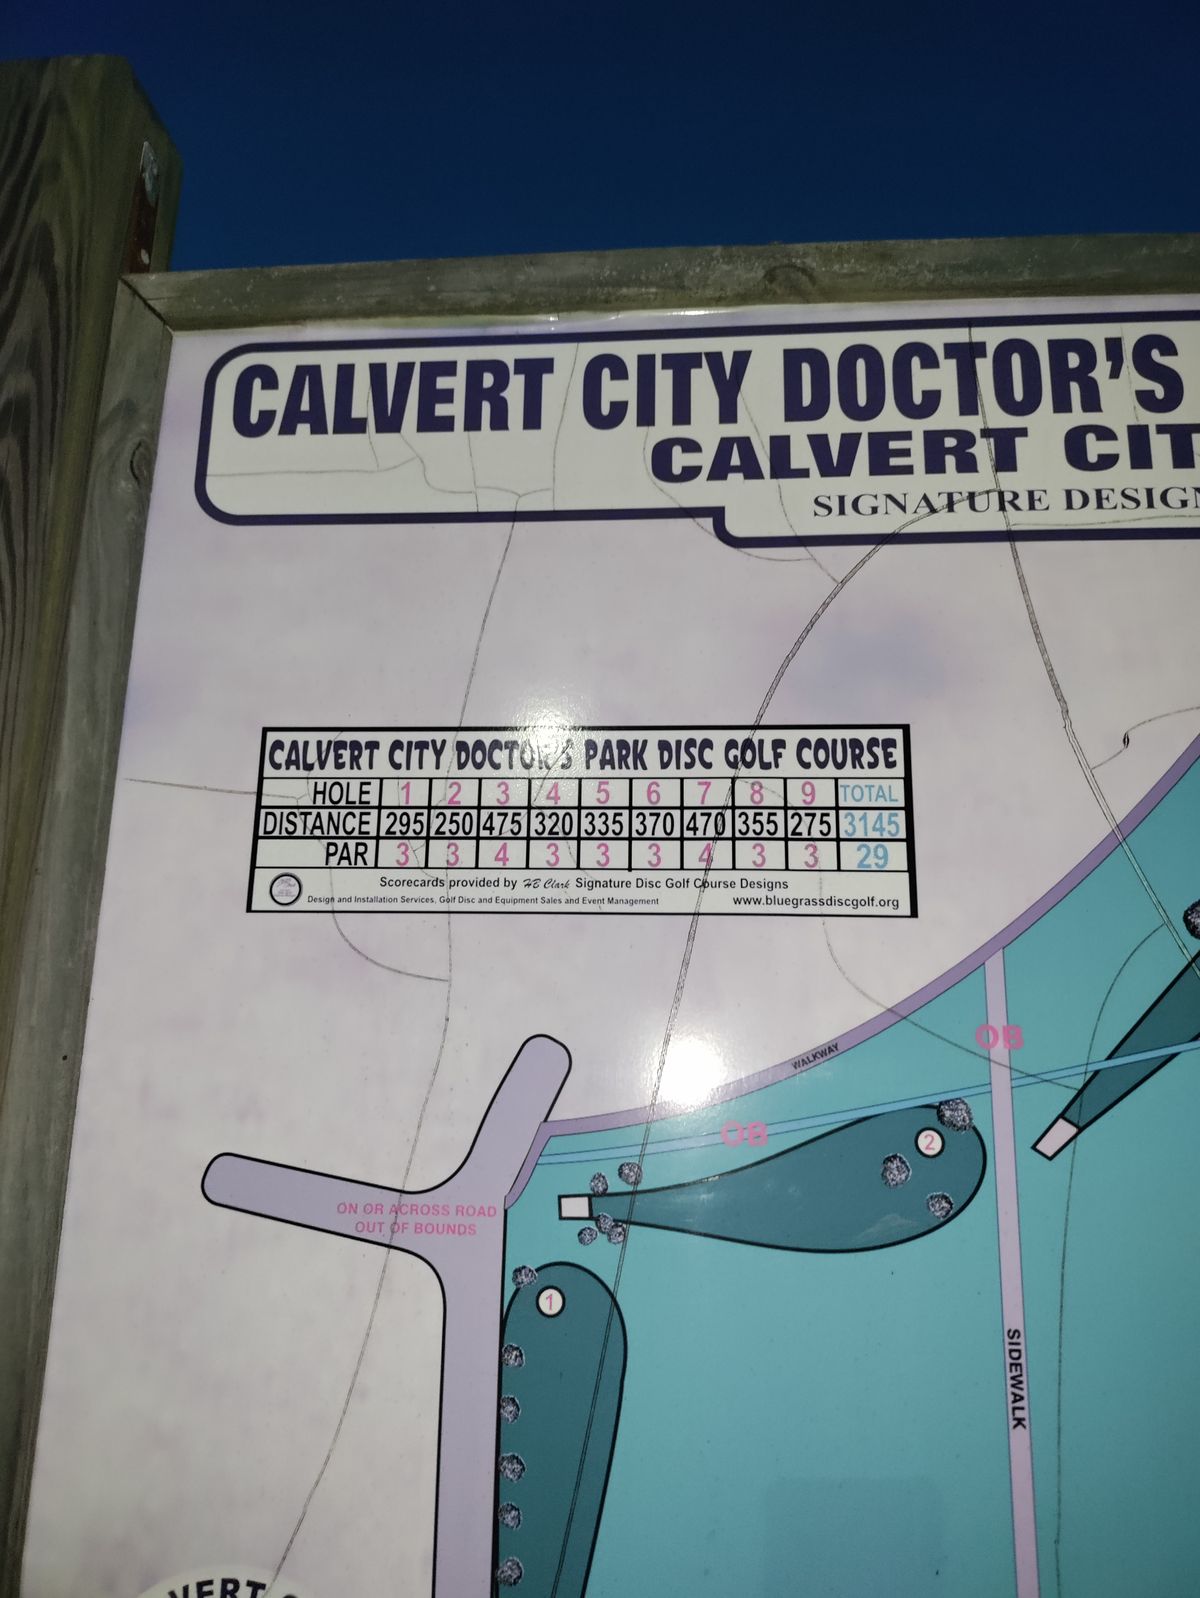 CALVERT CITY DOCTOR'S
CALVERT CIT
SIGNATURE DESIGN
CALVERT CITY DOCTOR'S PARK DISC GOLF COURSE
HOLE 1 2 3 4 5 6 7 8 9 TOTAL
DISTANCE 295 250 475 320 335 370 470 355 275 3145
PAR 3 3 4 3 3 3 4 3 3 29
Scorecards provided by HB Clark Signature Disc Golf Course Designs
Design and Installation Services, Golf Disc and Equipment Sales and Event Management www.bluegrassdiscgolf.org
OB
WALKWAY
OB
2
ON OR ACROSS ROAD
OUT OF BOUNDS
1
SIDEWALK
VERT